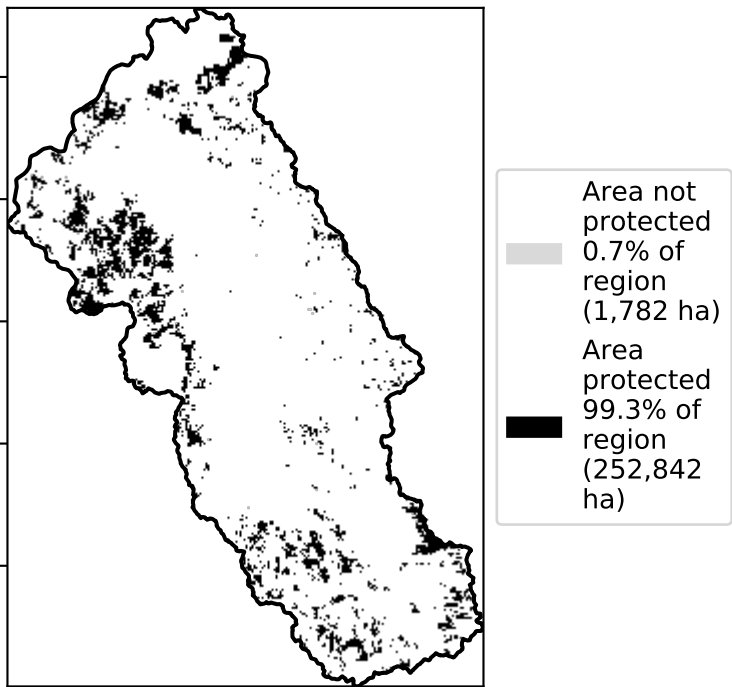 Area not
protected
0.7% of
region
(1,782 ha)
Area
protected
99.3% of
region
(252,842
ha)